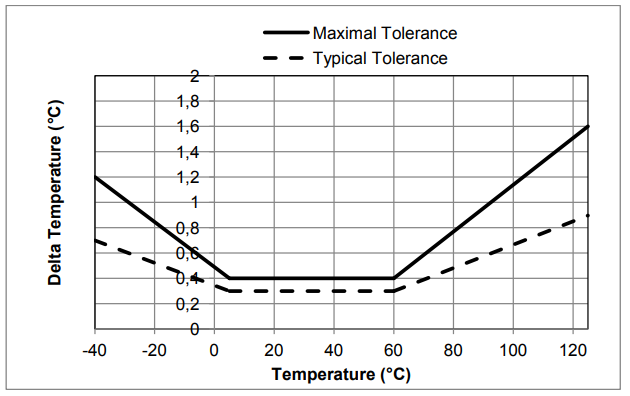 Maximal Tolerance
Typical Tolerance
Delta Temperature (°C)
2
1,8
1,6
1,4
1,2
1
0,8
0,6
0,4
0,2
0
-40 -20 0 20 40 60 80 100 120
Temperature (°C)